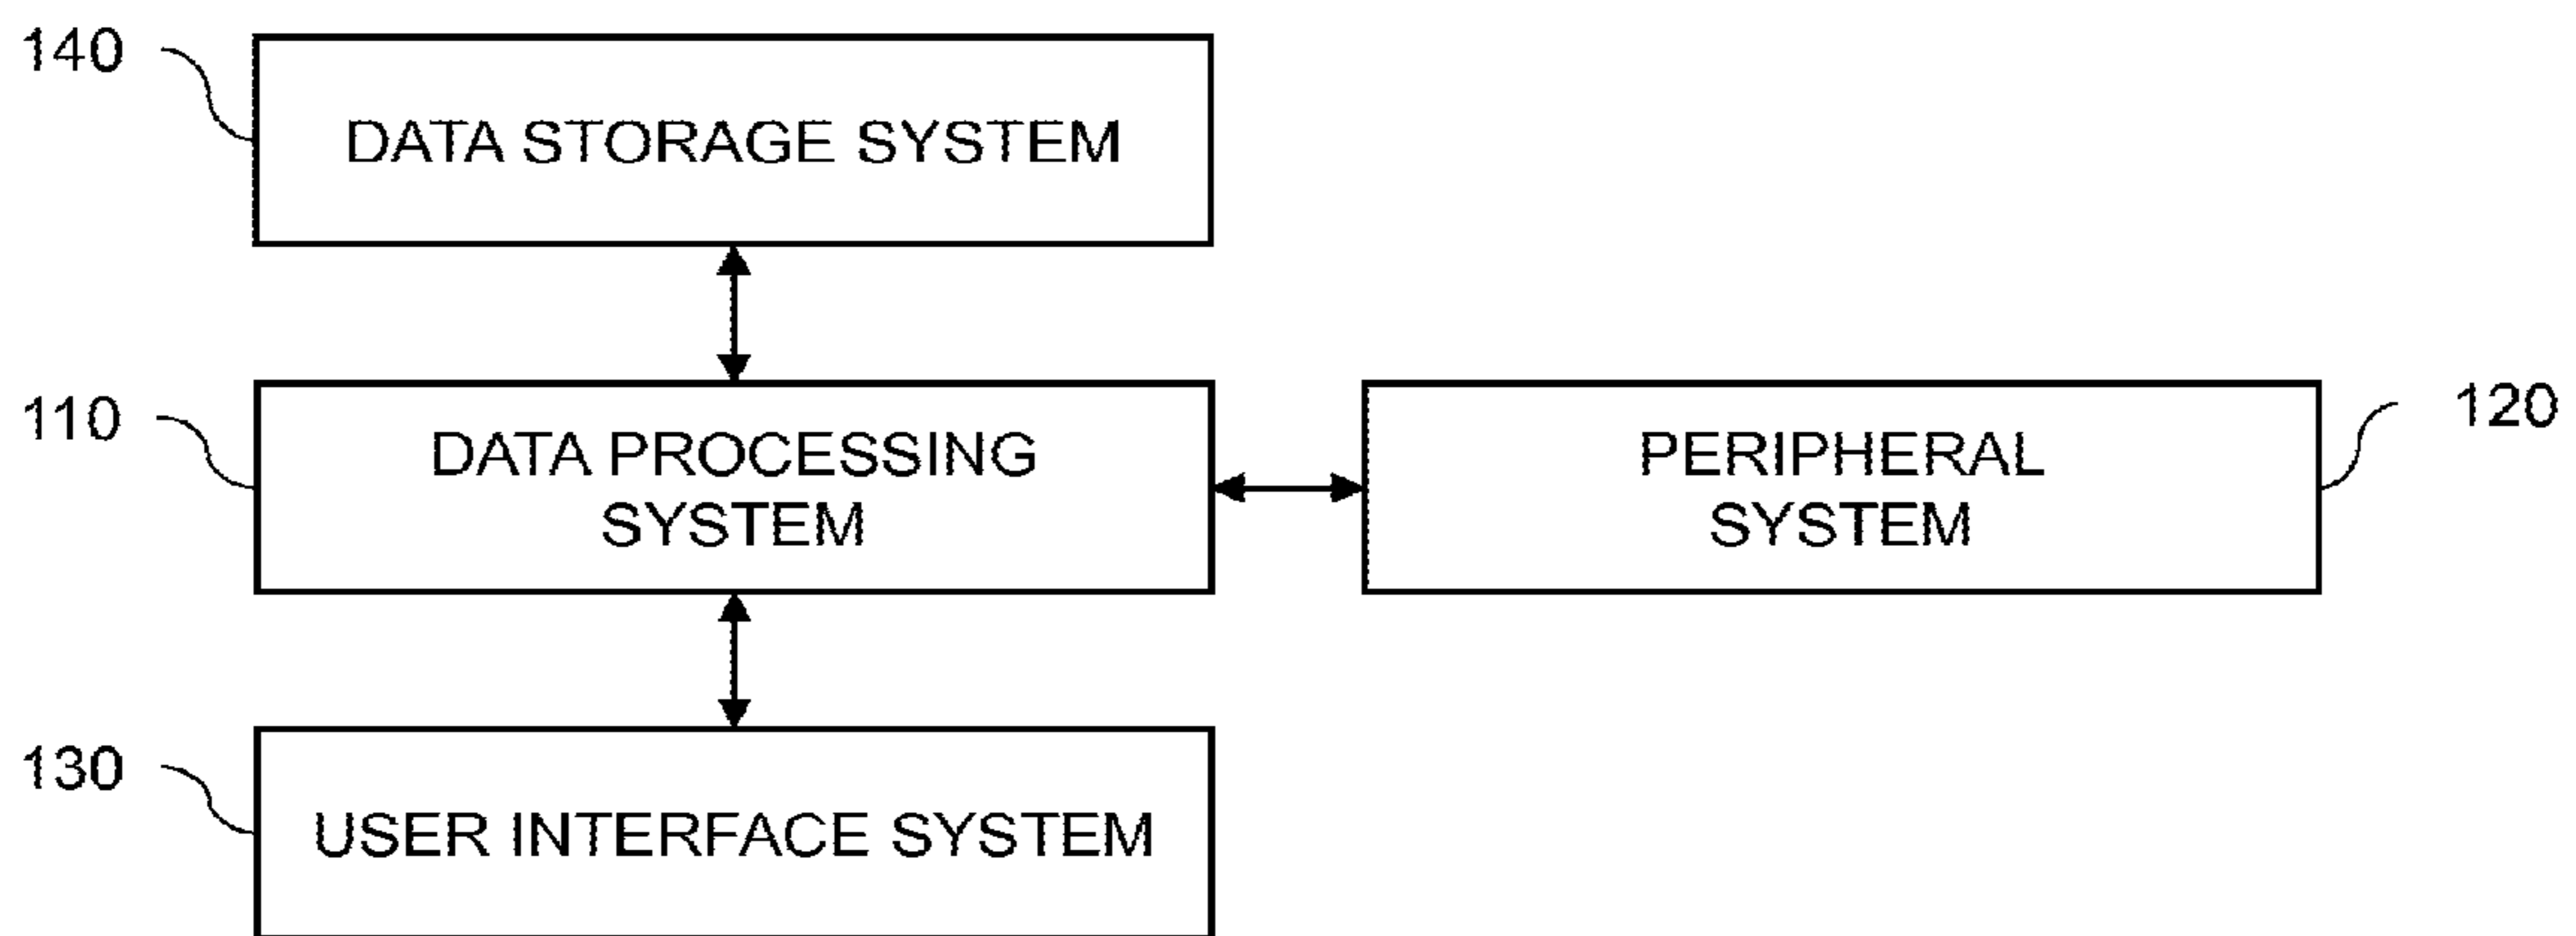 140
DATA STORAGE SYSTEM
110
DATA PROCESSING
SYSTEM
PERIPHERAL
SYSTEM
120
130
USER INTERFACE SYSTEM